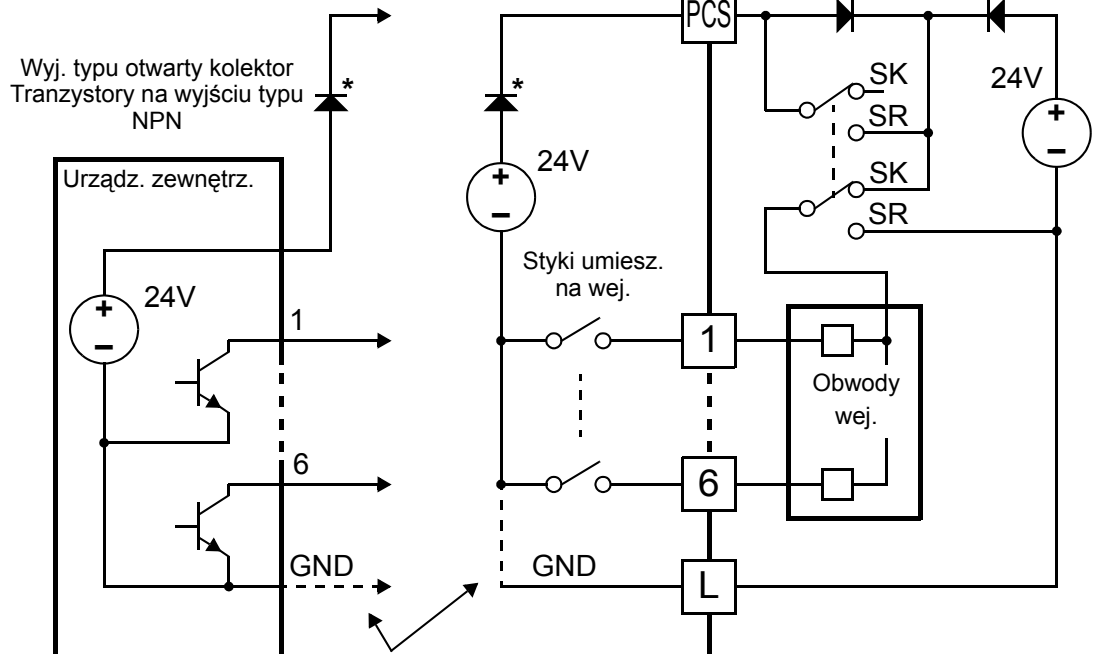 PCS
Wyj. typu otwarty kolektor
Tranzystory na wyjściu typu
NPN
*
*
SK
24V
+
–
SR
24V
+
–
SK
SR
Urządz. zewnętrz.
Styki umiesz.
na wej.
24V
+
–
1
1
Obwody
wej.
6
6
GND
GND
L